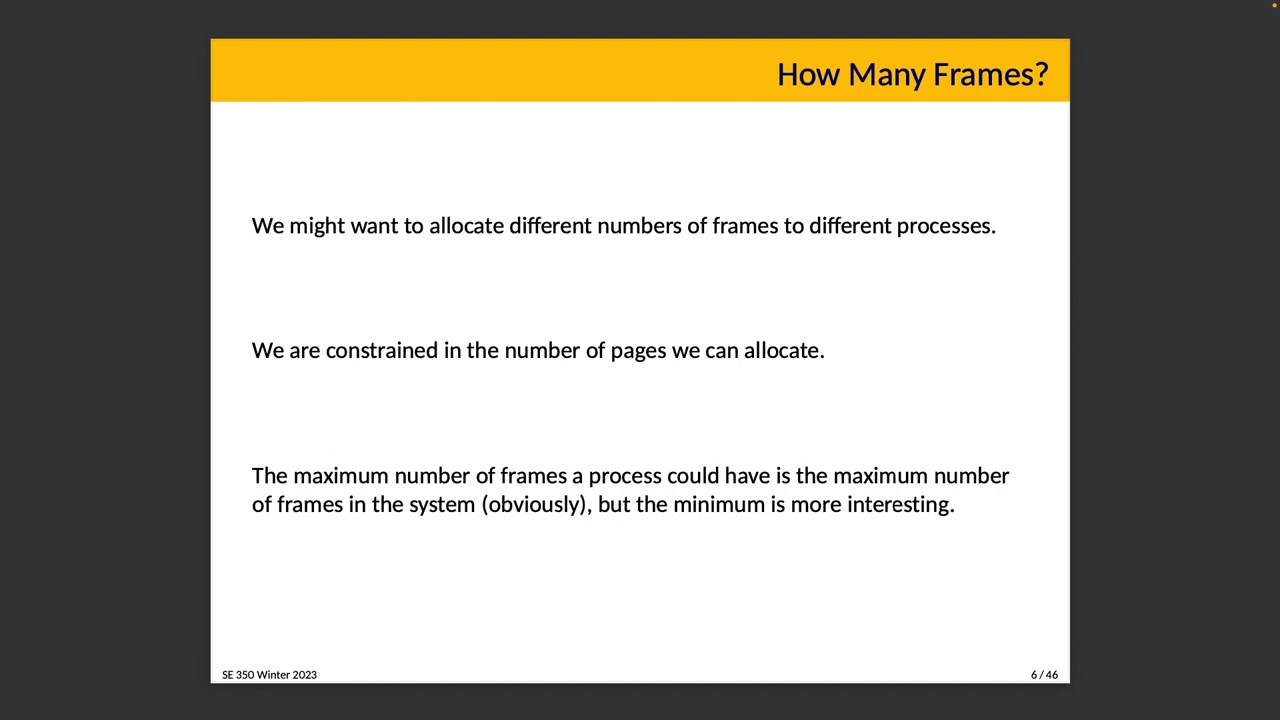 How Many Frames?
We might want to allocate different numbers of frames to different processes.
We are constrained in the number of pages we can allocate.
The maximum number of frames a process could have is the maximum number
of frames in the system (obviously), but the minimum is more interesting.
SE 350 Winter 2023
6 / 46